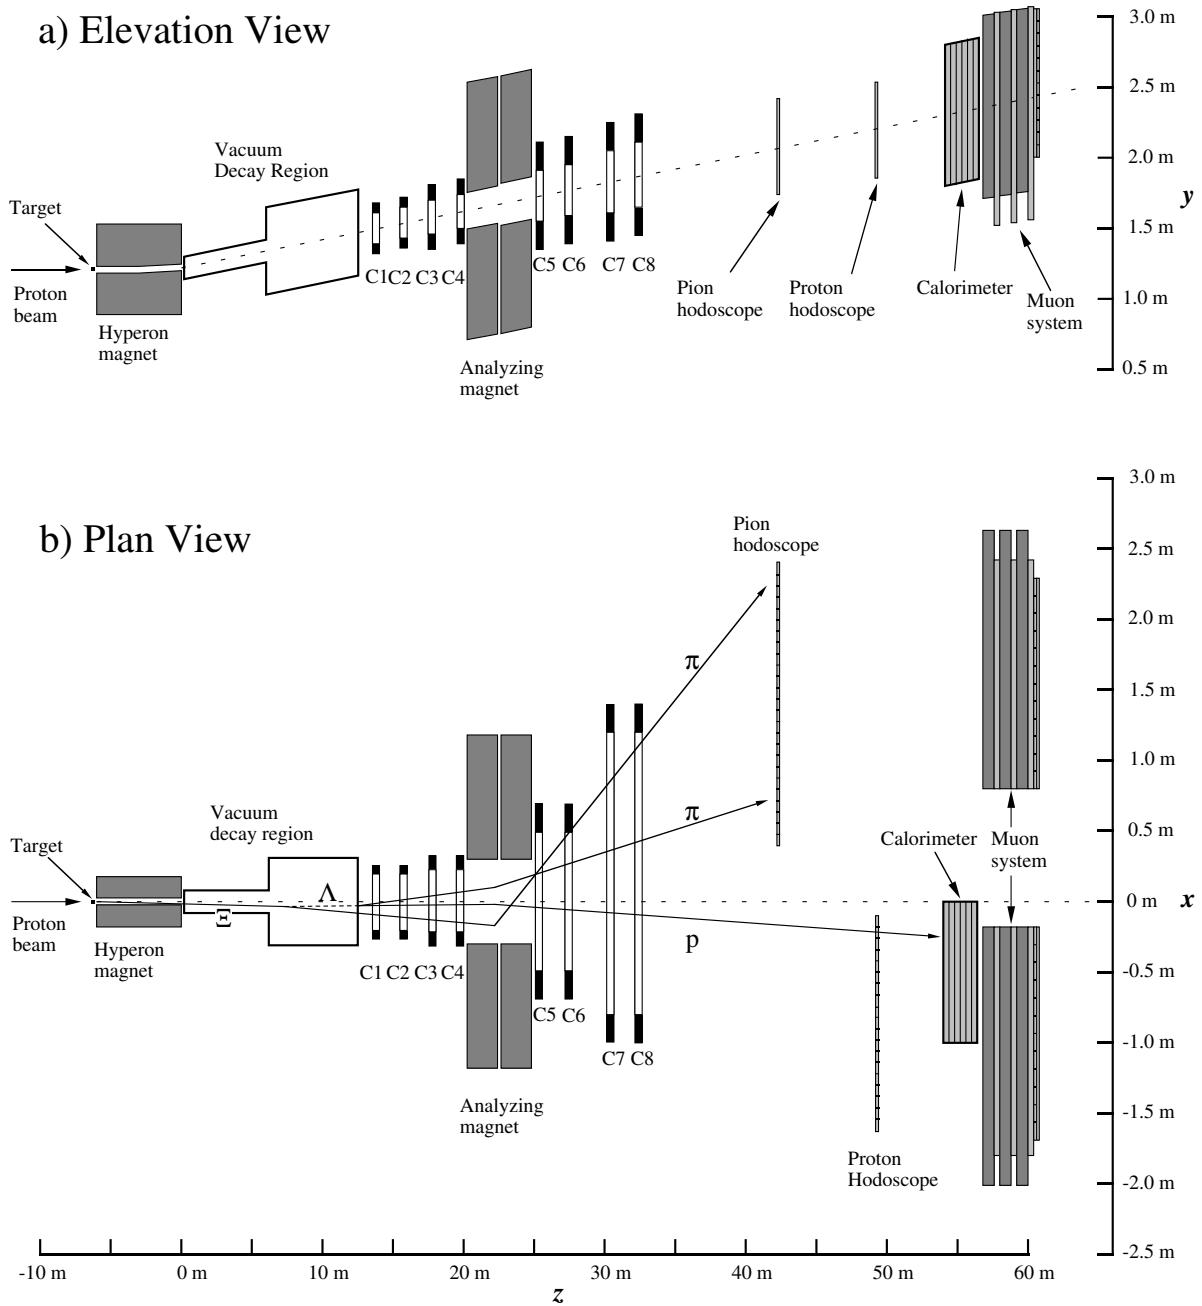 a) Elevation View
3.0 m
2.5 m
Vacuum
Decay Region
2.0 m
y
Target
1.5 m
C1
C2
C3
C4
C5
C6
C7
C8
Proton
beam
Pion
hodoscope
Proton
hodoscope
Calorimeter
Muon
system
1.0 m
Hyperon
magnet
Analyzing
magnet
0.5 m
3.0 m
b) Plan View
Pion
hodoscope
2.5 m
2.0 m
π
1.5 m
1.0 m
Vacuum
decay region
π
Target
Calorimeter
Muon
system
0.5 m
Λ
0 m
x
Ξ
Proton
beam
Hyperon
magnet
p
C1
C2
C3
C4
-0.5 m
C5
C6
C7
C8
-1.0 m
Analyzing
magnet
-1.5 m
Proton
Hodoscope
-2.0 m
-2.5 m
-10 m
0 m
10 m
20 m
30 m
40 m
50 m
60 m
z